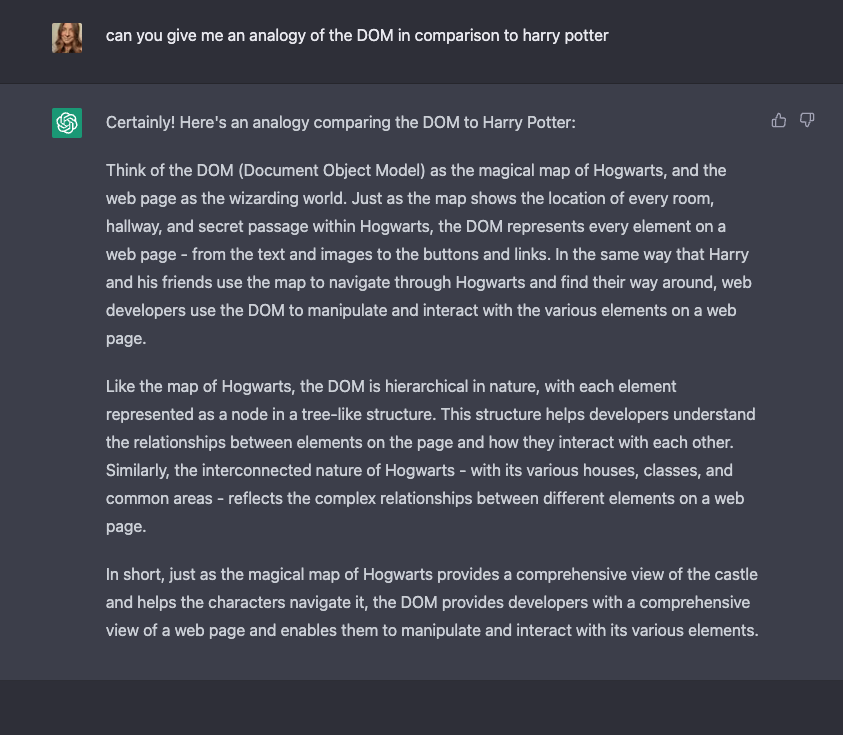 can you give me an analogy of the DOM in comparison to harry potter
Certainly! Here's an analogy comparing the DOM to Harry Potter:
Think of the DOM (Document Object Model) as the magical map of Hogwarts, and the
web page as the wizarding world. Just as the map shows the location of every room,
hallway, and secret passage within Hogwarts, the DOM represents every element on a
web page - from the text and images to the buttons and links. In the same way that Harry
and his friends use the map to navigate through Hogwarts and find their way around, web
developers use the DOM to manipulate and interact with the various elements on a web
page.
Like the map of Hogwarts, the DOM is hierarchical in nature, with each element
represented as a node in a tree-like structure. This structure helps developers understand
the relationships between elements on the page and how they interact with each other.
Similarly, the interconnected nature of Hogwarts - with its various houses, classes, and
common areas - reflects the complex relationships between different elements on a web
page.
In short, just as the magical map of Hogwarts provides a comprehensive view of the castle
and helps the characters navigate it, the DOM provides developers with a comprehensive
view of a web page and enables them to manipulate and interact with its various elements.